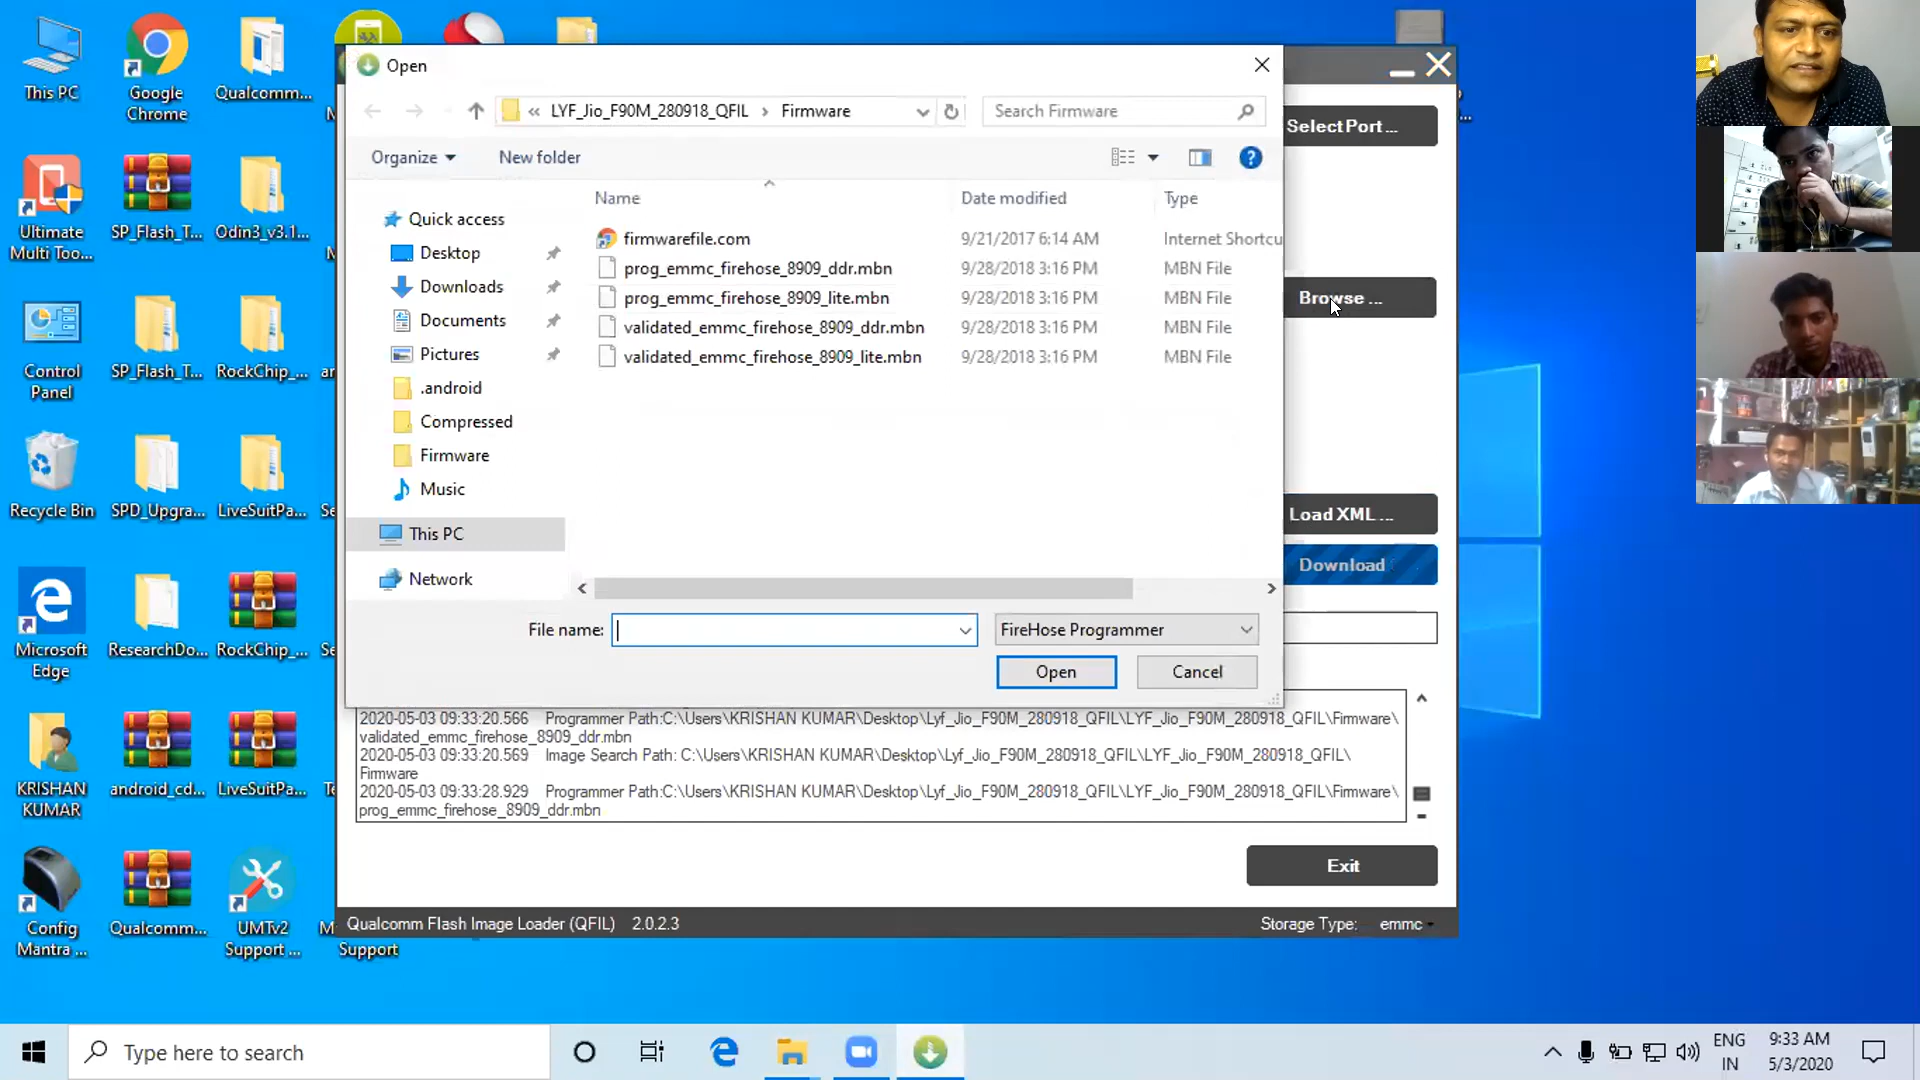 This PC
Google
Chrome
Qualcomm...
Ultimate
Multi Too...
SP_Flash_T...
Odin3_v3.1...
Control
Panel
SP_Flash_T...
RockChip_...
Recycle Bin
SPD_Upgra...
LiveSuitPa...
Microsoft
Edge
ResearchDo...
RockChip_...
KRISHAN
KUMAR
android_cd...
LiveSuitPa...
Config
Mantra ...
Qualcomm...
UMTv2
Support ...
Support
Open
« LYF_Jio_F90M_280918_QFIL > Firmware
Search Firmware
Organize
New folder
Name Date modified Type
Quick access
Desktop
Downloads
Documents
Pictures
.android
Compressed
Firmware
Music
This PC
Network
firmwarefile.com 9/21/2017 6:14 AM Internet Shortcu
prog_emmc_firehose_8909_ddr.mbn 9/28/2018 3:16 PM MBN File
prog_emmc_firehose_8909_lite.mbn 9/28/2018 3:16 PM MBN File
validated_emmc_firehose_8909_ddr.mbn 9/28/2018 3:16 PM MBN File
validated_emmc_firehose_8909_lite.mbn 9/28/2018 3:16 PM MBN File
File name:
FireHose Programmer
Open
Cancel
Select Port ...
Browse ...
Load XML ...
Download
2020-05-03 09:33:20.566 Programmer Path:C:\Users\KRISHAN KUMAR\Desktop\Lyf_Jio_F90M_280918_QFIL\LYF_Jio_F90M_280918_QFIL\Firmware\
validated_emmc_firehose_8909_ddr.mbn
2020-05-03 09:33:20.569 Image Search Path: C:\Users\KRISHAN KUMAR\Desktop\Lyf_Jio_F90M_280918_QFIL\LYF_Jio_F90M_280918_QFIL\
Firmware
2020-05-03 09:33:28.929 Programmer Path:C:\Users\KRISHAN KUMAR\Desktop\Lyf_Jio_F90M_280918_QFIL\LYF_Jio_F90M_280918_QFIL\Firmware\
prog_emmc_firehose_8909_ddr.mbn
Exit
Qualcomm Flash Image Loader (QFIL) 2.0.2.3
Storage Type: emmc
Type here to search
ENG
IN
9:33 AM
5/3/2020